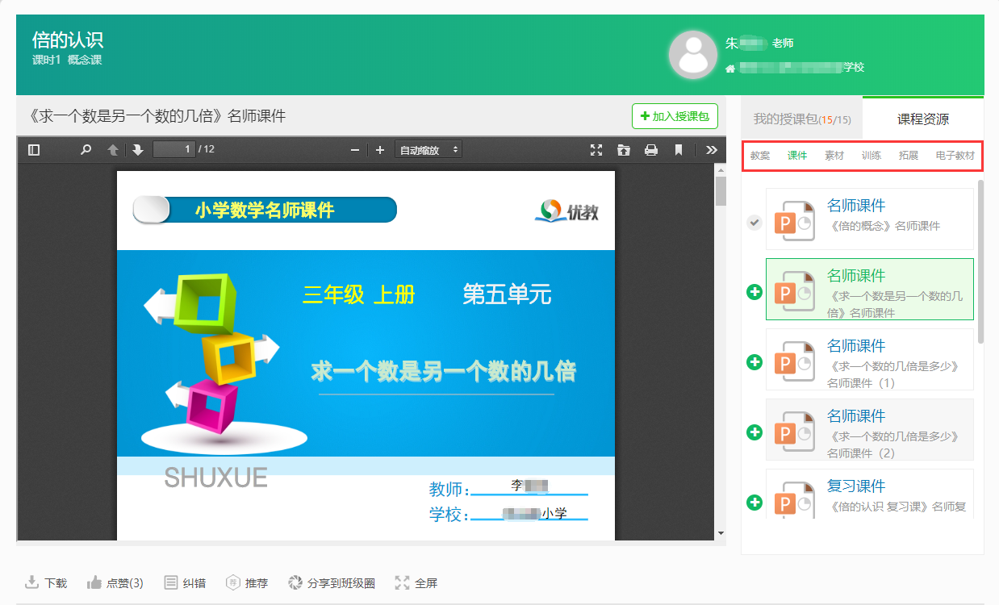 倍的认识
课时1 概念课
朱 老师
学校
《求一个数是另一个数的几倍》名师课件
加入授课包
我的授课包(15/15)
课程资源
教案 课件 素材 训练 拓展 电子教材
1 / 12
自动缩放
小学数学名师课件
优教
三年级 上册 第五单元
求一个数是另一个数的几倍
SHUXUE
教师: 李
学校: 小学
名师课件
《倍的概念》名师课件
名师课件
《求一个数是另一个数的几
倍》名师课件
名师课件
《求一个数的几倍是多少》
名师课件（1）
名师课件
《求一个数的几倍是多少》
名师课件（2）
复习课件
《倍的认识 复习课》名师复
P
P
P
P
P
下载 点赞(3) 纠错 荐 推荐 分享到班级圈 全屏